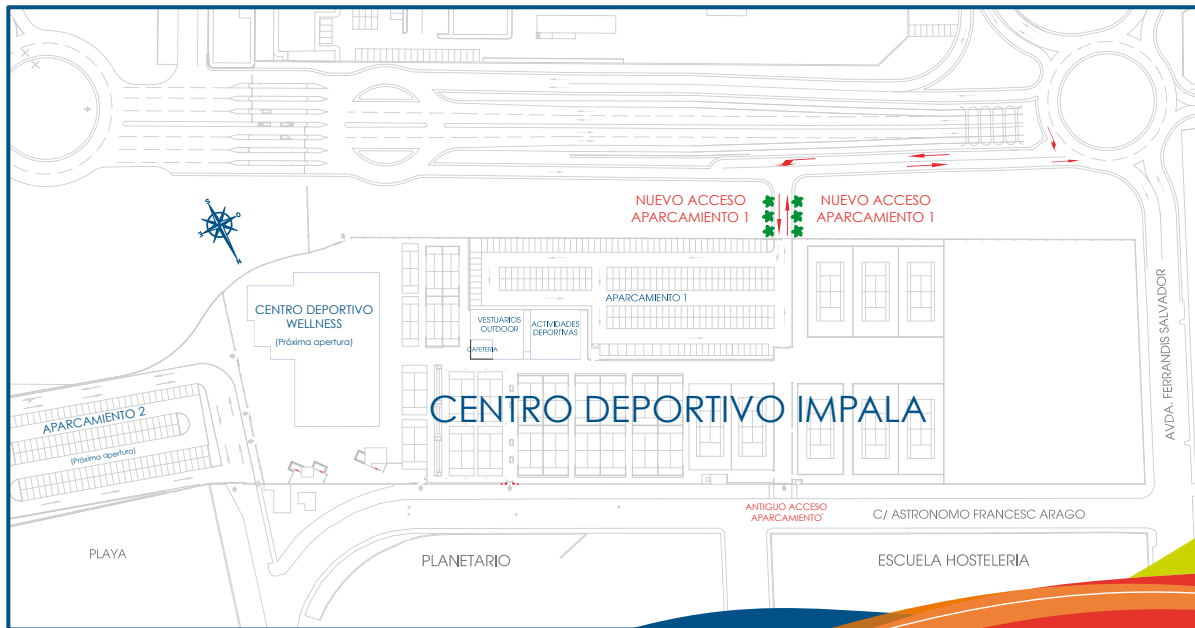 NUEVO ACCESO
APARCAMIENTO 1
NUEVO ACCESO
APARCAMIENTO 1
S
O
E
N
CENTRO DEPORTIVO
WELLNESS
(Próxima apertura)
APARCAMIENTO 1
VESTUARIOS
OUTDOOR
ACTIVIDADES
DEPORTIVAS
CAFETERIA
AVDA. FERRANDIS SALVADOR
CENTRO DEPORTIVO IMPALA
APARCAMIENTO 2
(Próxima apertura)
ANTIGUO ACCESO
APARCAMIENTO
C/ ASTRONOMO FRANCESC ARAGO
PLAYA
PLANETARIO
ESCUELA HOSTELERIA